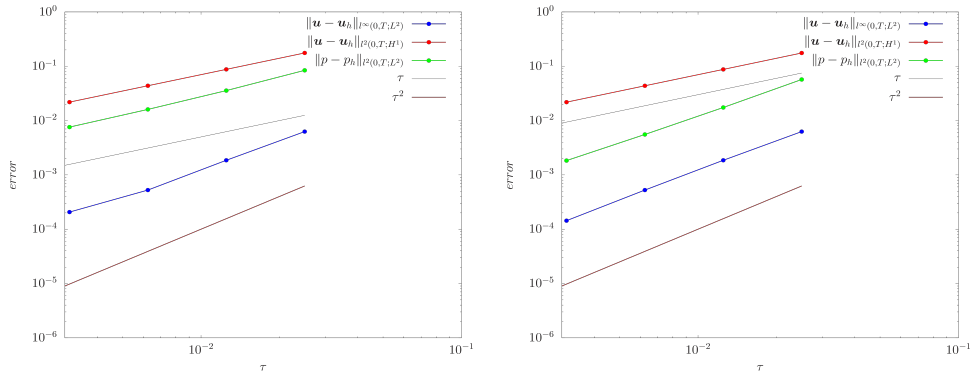 ‖u − u_h‖_{l^∞(0,T;L^2)}
‖u − u_h‖_{l^2(0,T;H^1)}
‖p − p_h‖_{l^2(0,T;L^2)}
τ
τ^2
10^0
10^{-1}
10^{-2}
10^{-3}
10^{-4}
10^{-5}
10^{-6}
error
10^{-2}
10^{-1}
τ
‖u − u_h‖_{l^∞(0,T;L^2)}
‖u − u_h‖_{l^2(0,T;H^1)}
‖p − p_h‖_{l^2(0,T;L^2)}
τ
τ^2
10^0
10^{-1}
10^{-2}
10^{-3}
10^{-4}
10^{-5}
10^{-6}
error
10^{-2}
10^{-1}
τ